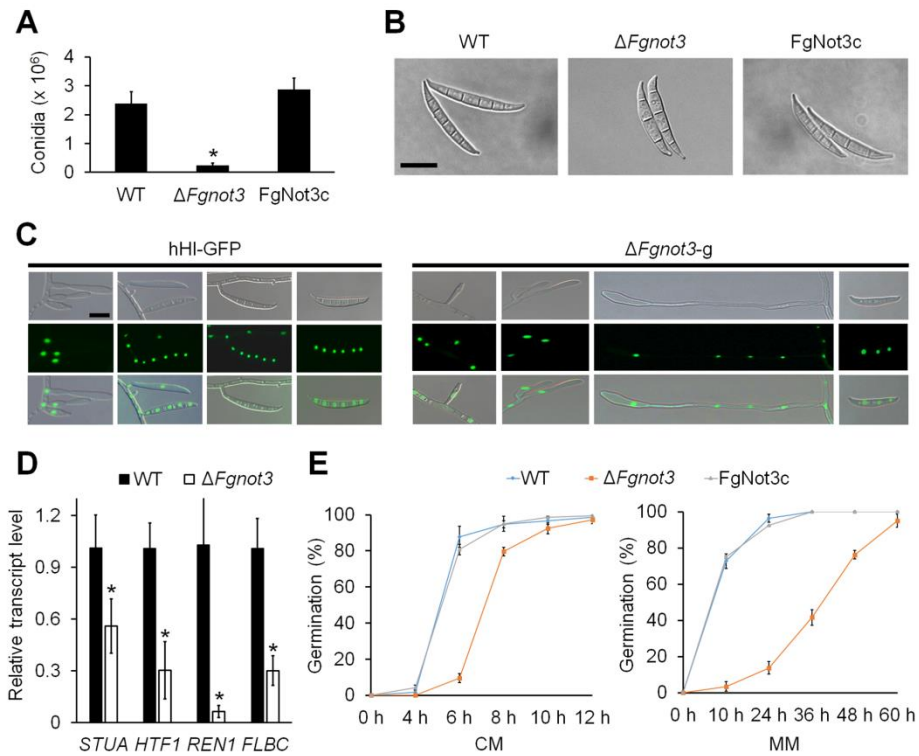 A
Conidia (x 10⁶)
4
3
2
1
0
*
WT
ΔFgnot3
FgNot3c
B
WT
ΔFgnot3
FgNot3c
C
hHI-GFP
ΔFgnot3-g
D
WT
ΔFgnot3
Relative transcript level
1.2
0.9
0.6
0.3
0
*
*
*
*
STUA
HTF1
REN1
FLBC
E
WT
ΔFgnot3
FgNot3c
Germination (%)
100
80
60
40
20
0
0 h
4 h
6 h
8 h
10 h
12 h
CM
Germination (%)
100
80
60
40
20
0
0 h
10 h
24 h
36 h
48 h
60 h
MM